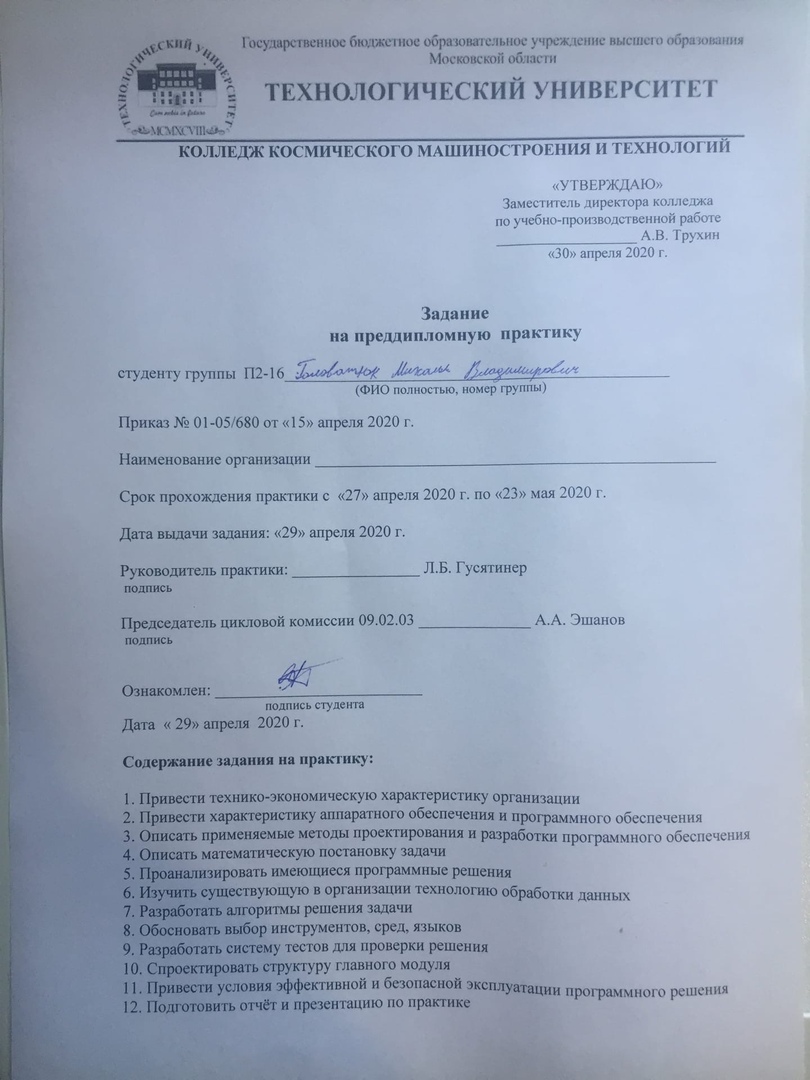 ТЕХНОЛОГИЧЕСКИЙ УНИВЕРСИТЕТ
Cum archis in future
MCMXCVIII
Государственное бюджетное образовательное учреждение высшего образования
Московской области
ТЕХНОЛОГИЧЕСКИЙ УНИВЕРСИТЕТ
КОЛЛЕДЖ КОСМИЧЕСКОГО МАШИНОСТРОЕНИЯ И ТЕХНОЛОГИЙ
«УТВЕРЖДАЮ»
Заместитель директора колледжа
по учебно-производственной работе
__________________ А.В. Трухин
«30» апреля 2020 г.
Задание
на преддипломную практику
студенту группы П2-16 Головатюк Михаил Владимирович
(ФИО полностью, номер группы)
Приказ № 01-05/680 от «15» апреля 2020 г.
Наименование организации ____________________
Срок прохождения практики с «27» апреля 2020 г. по «23» мая 2020 г.
Дата выдачи задания: «29» апреля 2020 г.
Руководитель практики: _________________ Л.Б. Гусятинер
подпись
Председатель цикловой комиссии 09.02.03 _______________ А.А. Эшанов
подпись
Ознакомлен: ____________________
подпись студента
Дата « 29» апреля 2020 г.
Содержание задания на практику:
1. Привести технико-экономическую характеристику организации
2. Привести характеристику аппаратного обеспечения и программного обеспечения
3. Описать применяемые методы проектирования и разработки программного обеспечения
4. Описать математическую постановку задачи
5. Проанализировать имеющиеся программные решения
6. Изучить существующую в организации технологию обработки данных
7. Разработать алгоритмы решения задачи
8. Обосновать выбор инструментов, сред, языков
9. Разработать систему тестов для проверки решения
10. Спроектировать структуру главного модуля
11. Привести условия эффективной и безопасной эксплуатации программного решения
12. Подготовить отчёт и презентацию по практике